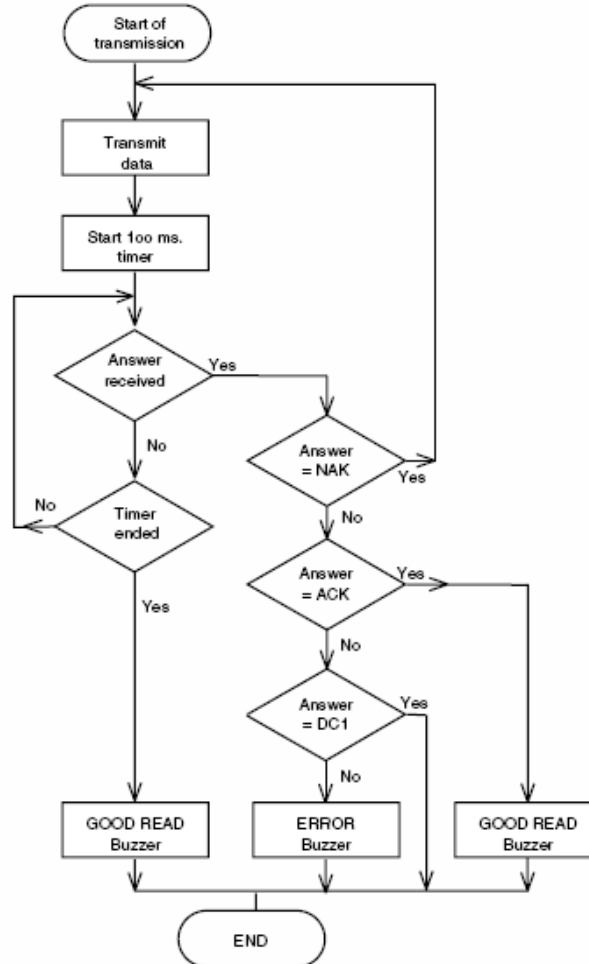 Start of
transmission
Transmit
data
Start 1oo ms.
timer
Answer
received
Yes
No
Answer
= NAK
Yes
No
No
Timer
ended
Yes
Answer
= ACK
Yes
No
Answer
= DC1
Yes
No
GOOD READ
Buzzer
ERROR
Buzzer
GOOD READ
Buzzer
END